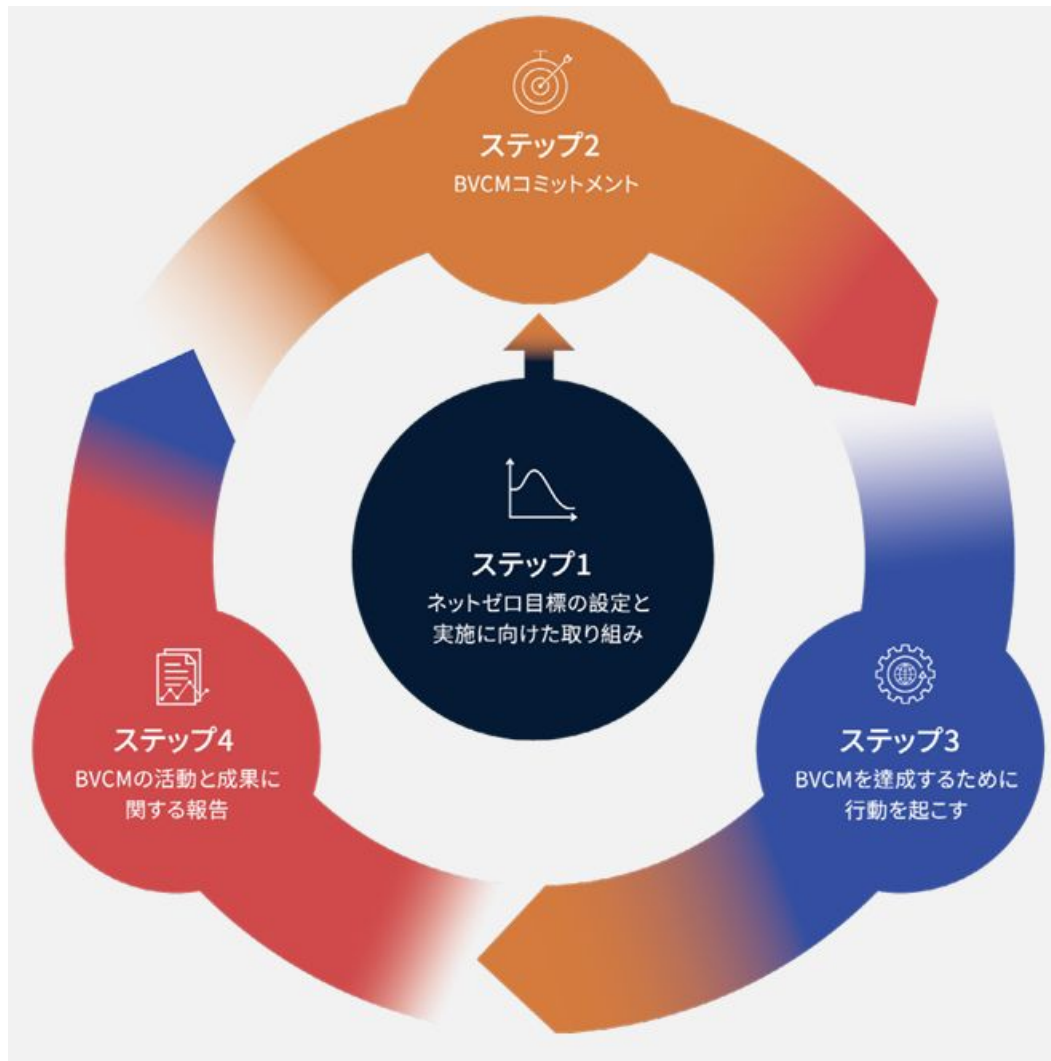 ステップ2
BVCMコミットメント
ステップ1
ネットゼロ目標の設定と
実施に向けた取り組み
ステップ4
BVCMの活動と成果に
関する報告
ステップ3
BVCMを達成するために
行動を起こす